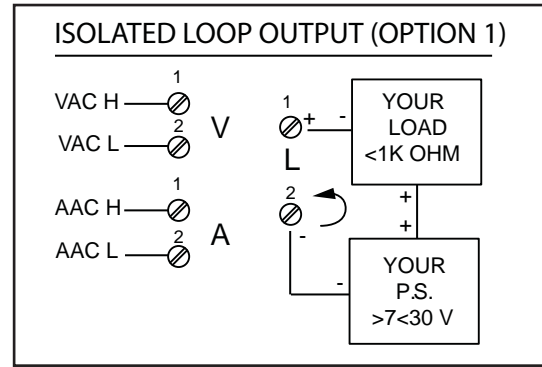 ISOLATED LOOP OUTPUT (OPTION 1)
1
VAC H
2
VAC L
V
1
AAC H
2
AAC L
A
1
+
-
L
2
-
YOUR
LOAD
<1K OHM
+
+
-
YOUR
P.S.
>7<30 V